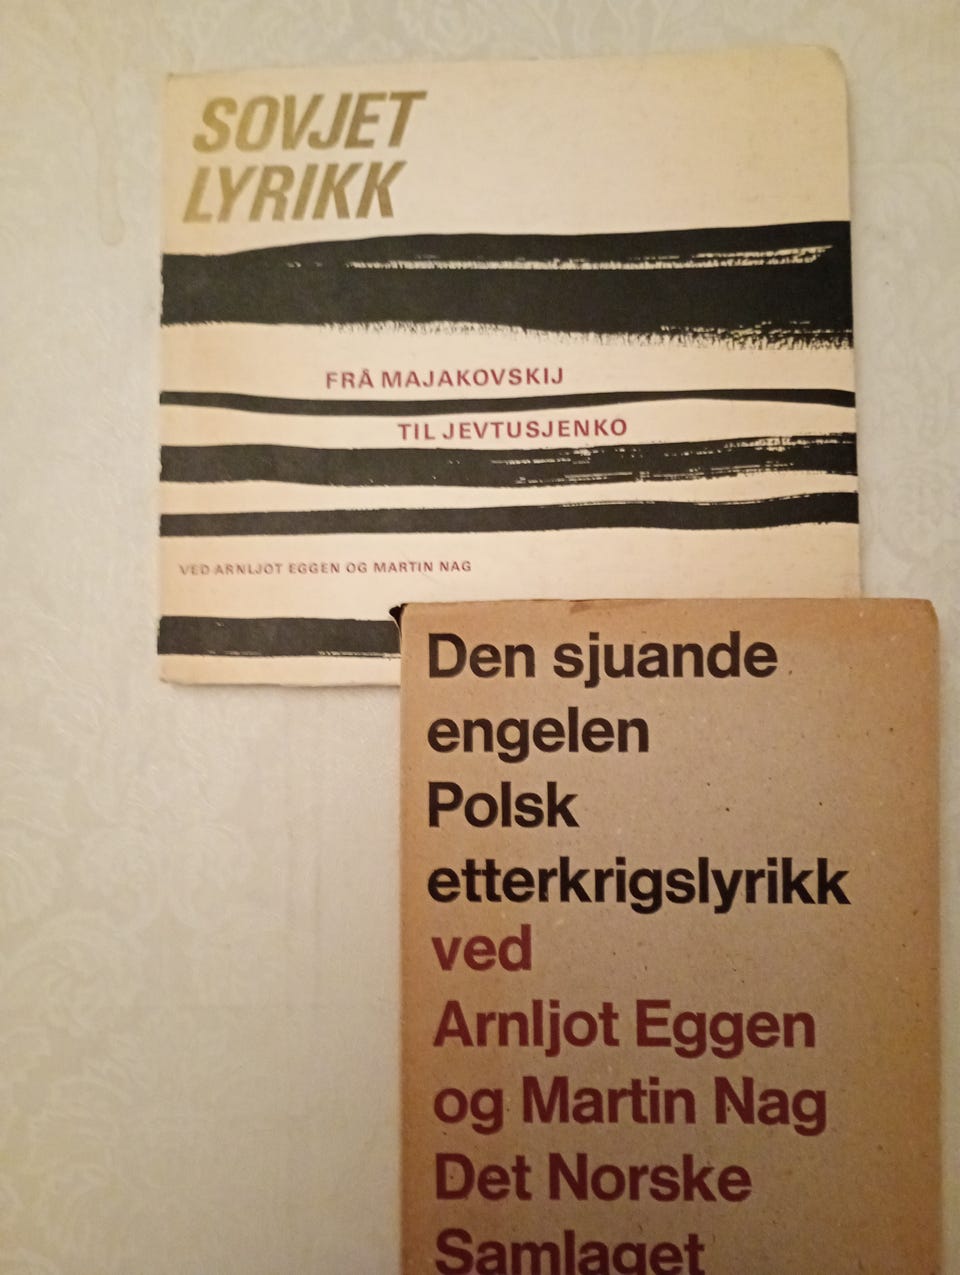 SOVJET
LYRIKK
FRÅ MAJAKOVSKIJ
TIL JEVTUSJENKO
VED ARNLJOT EGGEN OG MARTIN NAG
Den sjuande
engelen
Polsk
etterkrigslyrikk
ved
Arnljot Eggen
og Martin Nag
Det Norske
Samlaget